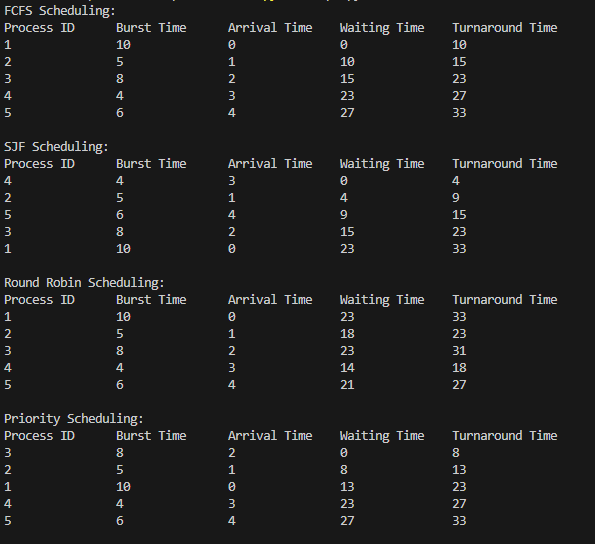 FCFS Scheduling:
Process ID Burst Time Arrival Time Waiting Time Turnaround Time
1 10 0 0 10
2 5 1 10 15
3 8 2 15 23
4 4 3 23 27
5 6 4 27 33
SJF Scheduling:
Process ID Burst Time Arrival Time Waiting Time Turnaround Time
4 4 3 0 4
2 5 1 4 9
5 6 4 9 15
3 8 2 15 23
1 10 0 23 33
Round Robin Scheduling:
Process ID Burst Time Arrival Time Waiting Time Turnaround Time
1 10 0 23 33
2 5 1 18 23
3 8 2 23 31
4 4 3 14 18
5 6 4 21 27
Priority Scheduling:
Process ID Burst Time Arrival Time Waiting Time Turnaround Time
3 8 2 0 8
2 5 1 8 13
1 10 0 13 23
4 4 3 23 27
5 6 4 27 33